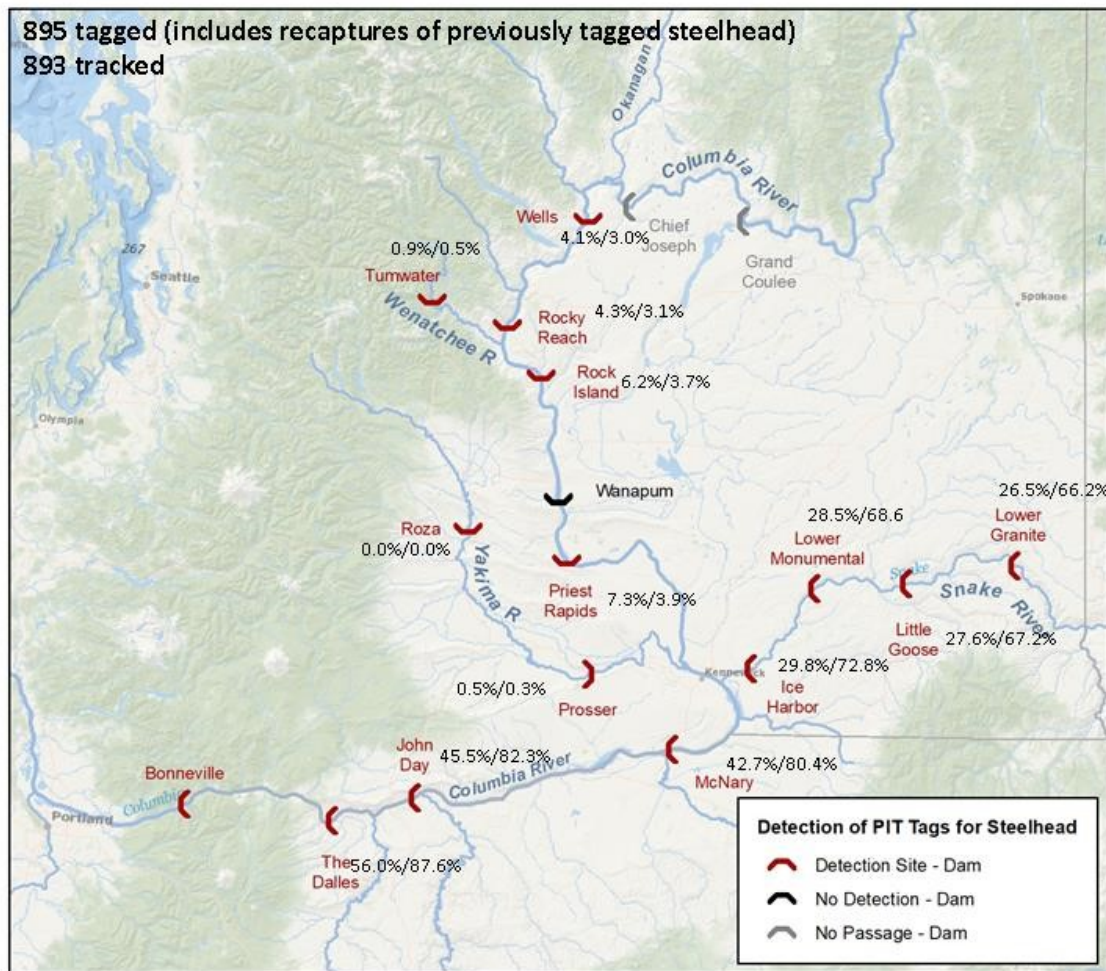 895 tagged (includes recaptures of previously tagged steelhead)
893 tracked
Okanagan R
Columbia River
Wells
4.1%/3.0%
Chief
Joseph
Grand
Coulee
0.9%/0.5%
Tumwater
267
Seattle
Spokane
Wenatchee R
Rocky
Reach
4.3%/3.1%
Rock
Island
6.2%/3.7%
Olympia
Wanapum
26.5%/66.2%
Lower
Granite
28.5%/68.6
Lower
Monumental
Roza
0.0%/0.0%
Yakima R
Snake
Snake River
Priest
Rapids
7.3%/3.9%
Little
Goose
27.6%/67.2%
Kennewick
29.8%/72.8%
Ice
Harbor
0.5%/0.3%
Prosser
John
Day
45.5%/82.3%
Columbia River
McNary
42.7%/80.4%
Bonneville
Columbia
Portland
The
Dalles
56.0%/87.6%
Detection of PIT Tags for Steelhead
Detection Site - Dam
No Detection - Dam
No Passage - Dam